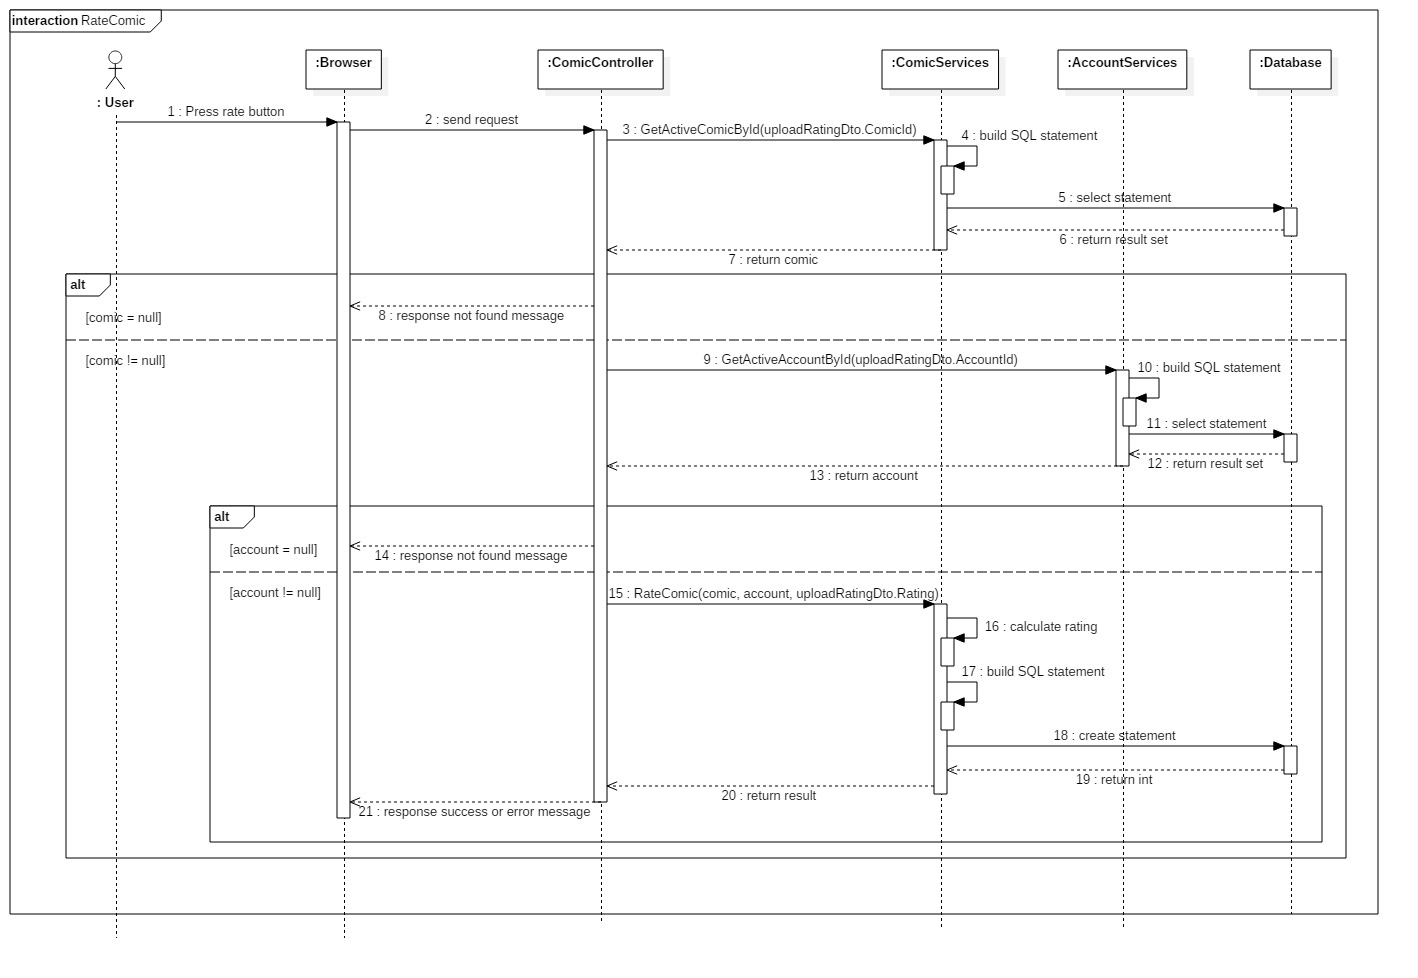 interaction RateComic
: User
:Browser
:ComicController
:ComicServices
:AccountServices
:Database
1 : Press rate button
2 : send request
3 : GetActiveComicById(uploadRatingDto.ComicId)
4 : build SQL statement
5 : select statement
6 : return result set
7 : return comic
alt
8 : response not found message
[comic = null]
[comic != null]
9 : GetActiveAccountById(uploadRatingDto.AccountId)
10 : build SQL statement
11 : select statement
12 : return result set
13 : return account
alt
[account = null]
14 : response not found message
[account != null]
15 : RateComic(comic, account, uploadRatingDto.Rating)
16 : calculate rating
17 : build SQL statement
18 : create statement
19 : return int
20 : return result
21 : response success or error message